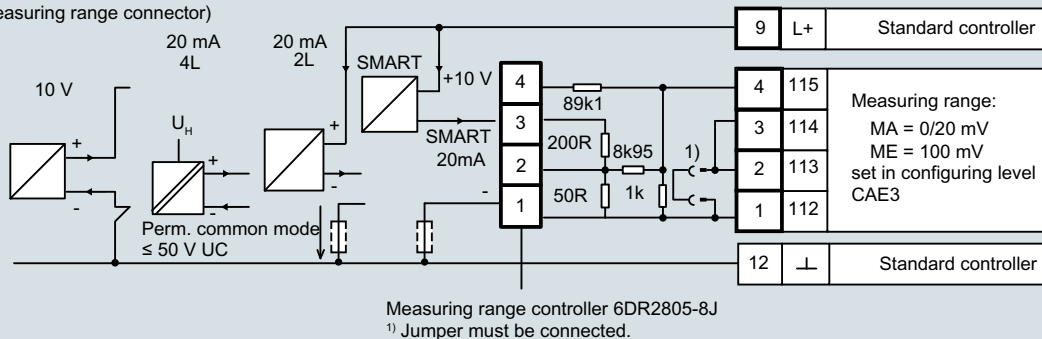 easuring range connector)
20 mA
4L
20 mA
2L
SMART
+10 V
10 V
U_H
+
-
+
-
+
-
SMART
20mA
-
Perm. common mode
≤ 50 V UC
4
3
2
1
89k1
200R
8k95
50R
1k
1)
9 L+ Standard controller
4 115
3 114
2 113
1 112
Measuring range:
MA = 0/20 mV
ME = 100 mV
set in configuring level
CAE3
12 ⊥ Standard controller
Measuring range controller 6DR2805-8J
1) Jumper must be connected.